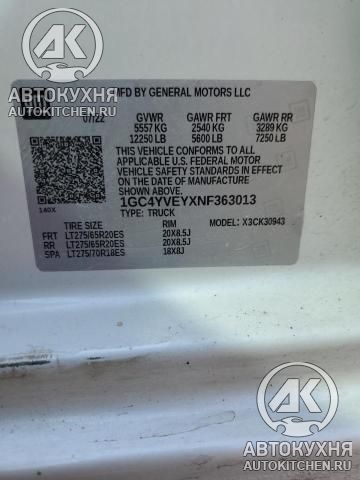 АВТОКУХНЯ
AUTOKITCHEN.RU
GM
07/22
MFD BY GENERAL MOTORS LLC
GVWR GAWR FRT GAWR RR
5557 KG 2540 KG 3289 KG
12250 LB 5600 LB 7250 LB
THIS VEHICLE CONFORMS TO ALL
APPLICABLE U.S. FEDERAL MOTOR
VEHICLE SAFETY STANDARDS IN
EFFECT ON THE DATE OF MANUFACTURE
SHOWN ABOVE.
1GC4YVEYXNF363013
TYPE: TRUCK
140X
MODEL: X3CK30943
TIRE SIZE RIM
FRT LT275/65R20ES 20X8.5J
RR LT275/65R20ES 20X8.5J
SPA LT275/70R18ES 18X8J
АК
АВТОКУХНЯ
AUTOKITCHEN.RU